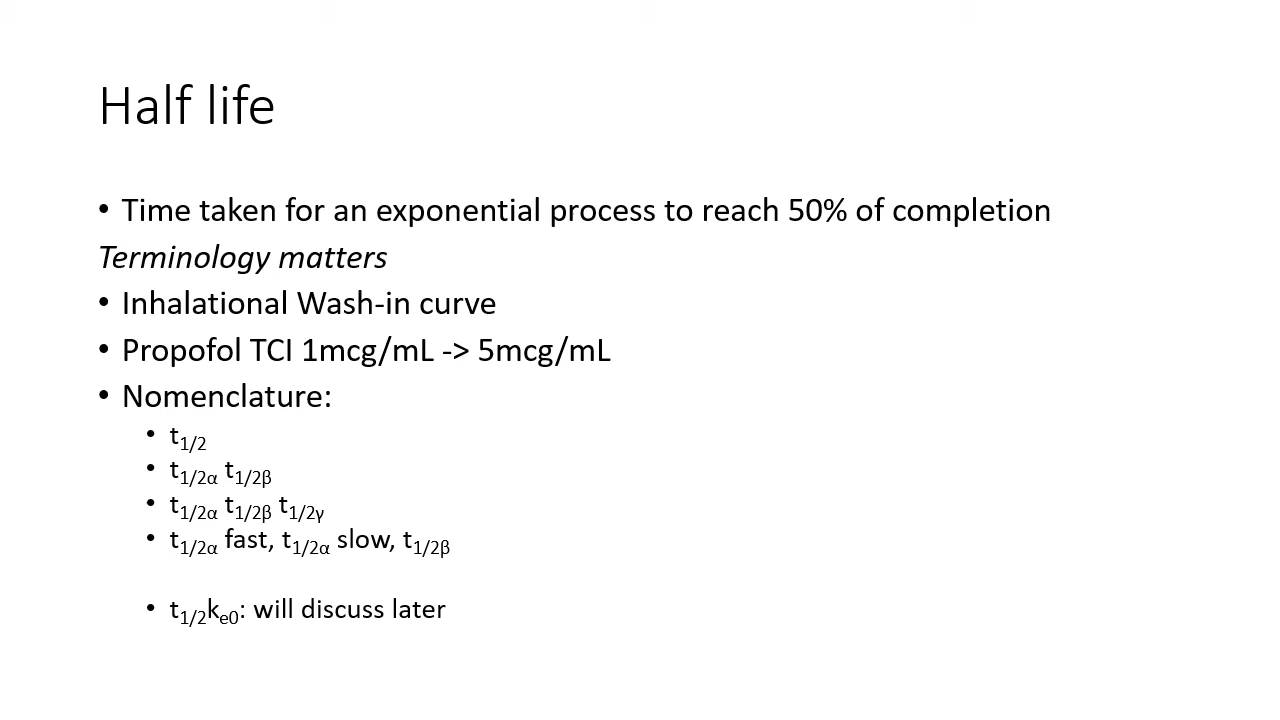 Half life
• Time taken for an exponential process to reach 50% of completion
Terminology matters
• Inhalational Wash-in curve
• Propofol TCI 1mcg/mL -> 5mcg/mL
• Nomenclature:
• t1/2
• t1/2α t1/2β
• t1/2α t1/2β t1/2γ
• t1/2α fast, t1/2α slow, t1/2β
• t1/2ke0: will discuss later